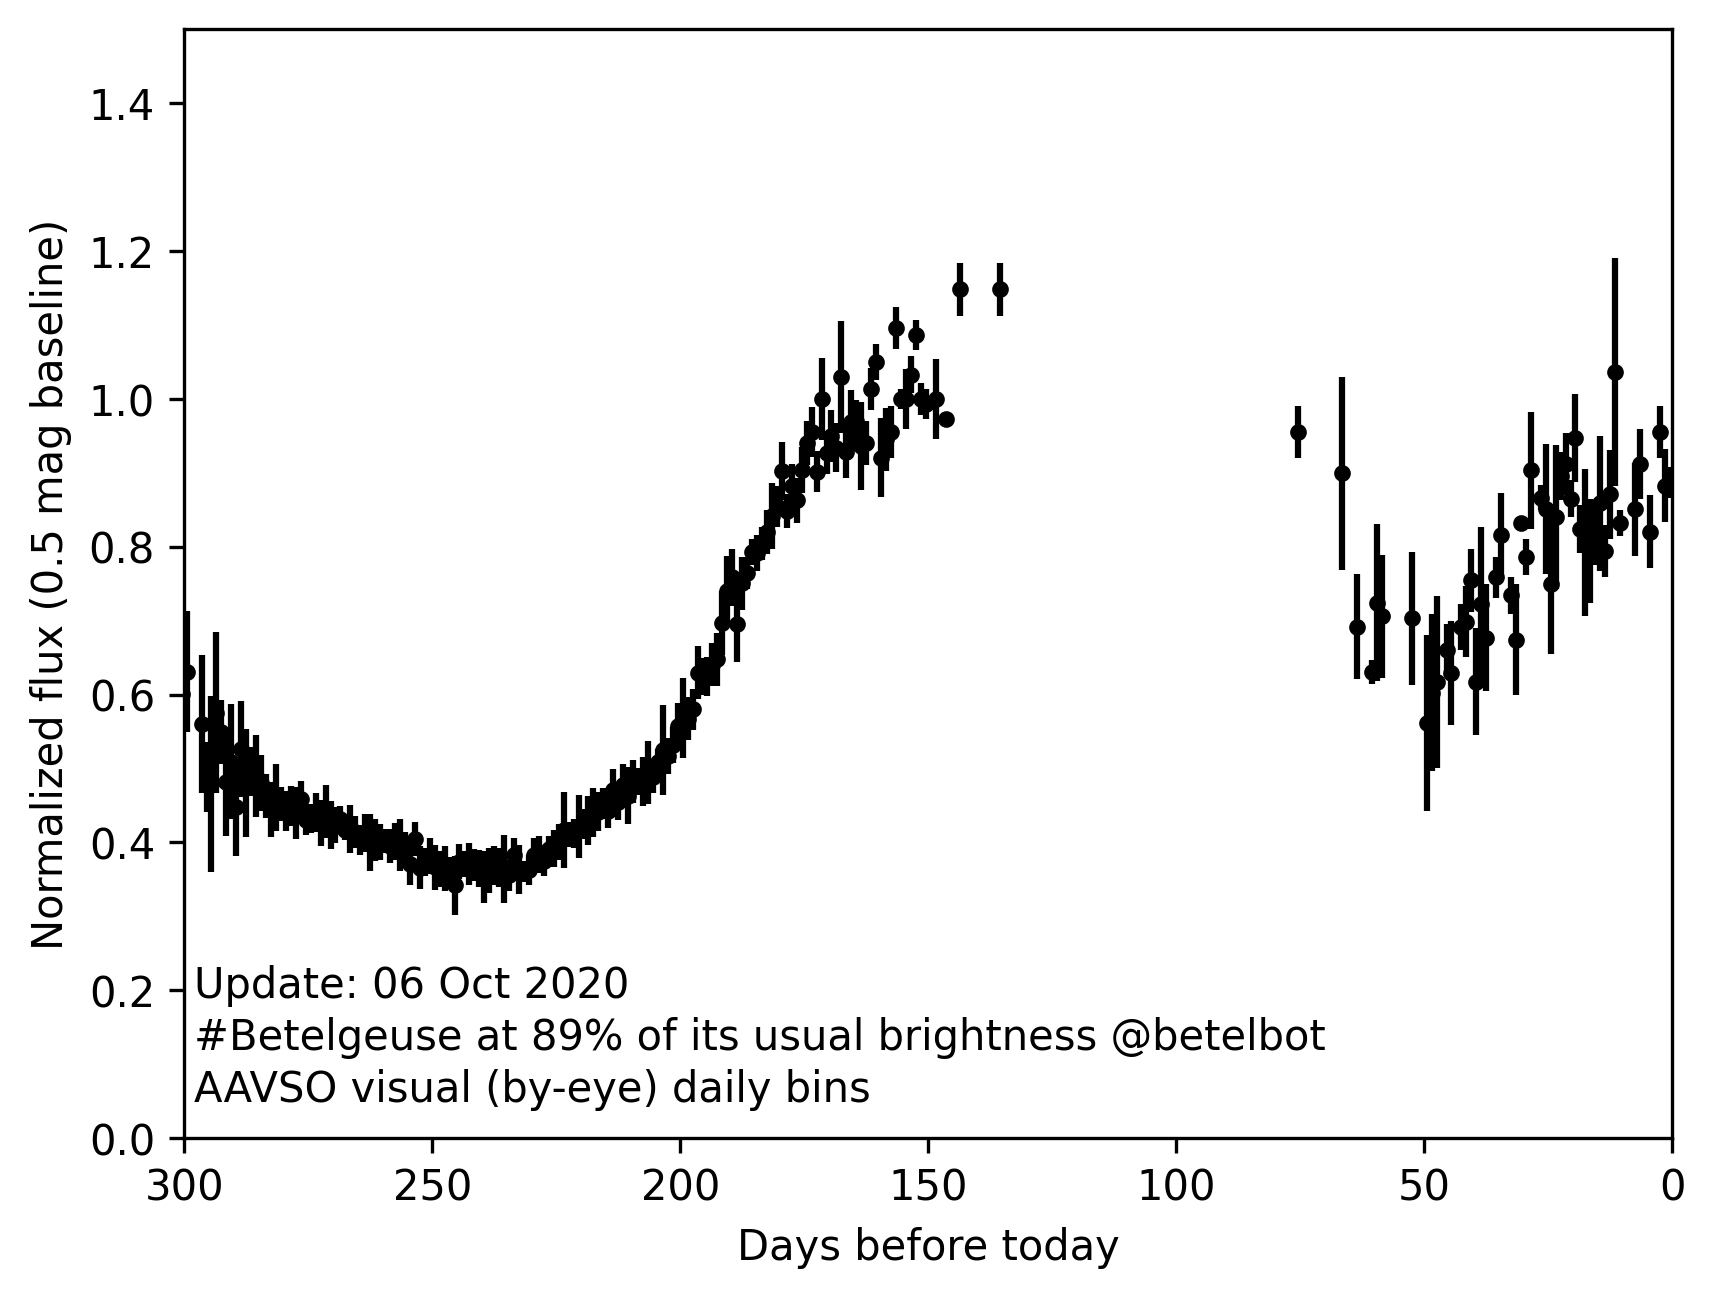 1.4
1.2
1.0
0.8
0.6
0.4
0.2
0.0
Normalized flux (0.5 mag baseline)
Update: 06 Oct 2020
#Betelgeuse at 89% of its usual brightness @betelbot
AAVSO visual (by-eye) daily bins
300 250 200 150 100 50 0
Days before today